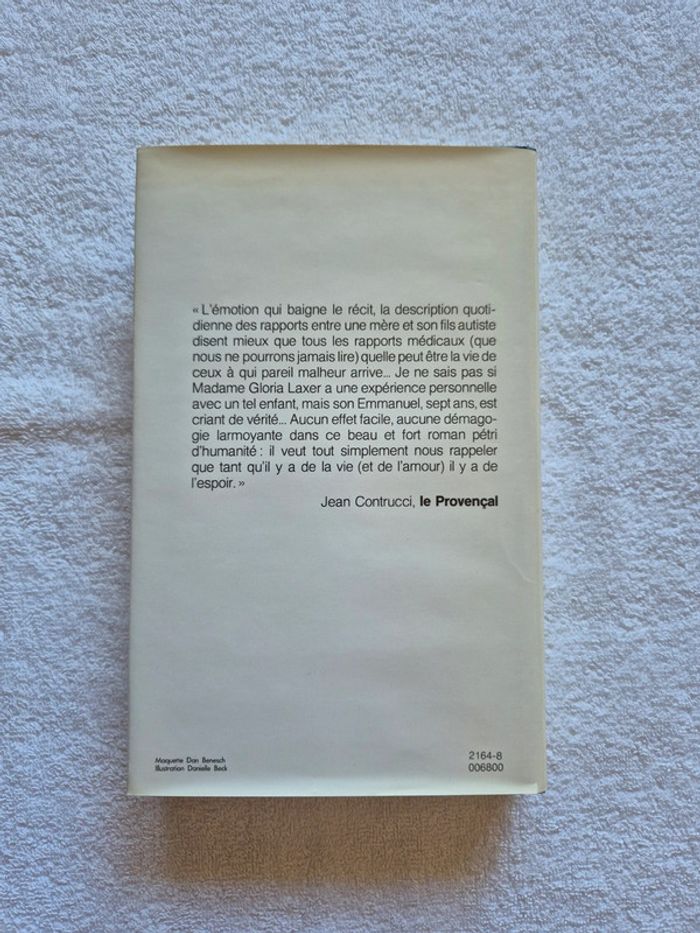 « L'émotion qui baigne le récit, la description quoti-
dienne des rapports entre une mère et son fils autiste
disent mieux que tous les rapports médicaux (que
nous ne pourrons jamais lire) quelle peut être la vie de
ceux à qui pareil malheur arrive... Je ne sais pas si
Madame Gloria Laxer a une expérience personnelle
avec un tel enfant, mais son Emmanuel, sept ans, est
criant de vérité... Aucun effet facile, aucune démago-
gie larmoyante dans ce beau et fort roman pétri
d'humanité : il veut tout simplement nous rappeler
que tant qu'il y a de la vie (et de l'amour) il y a de
l'espoir. »
Jean Contrucci, le Provençal
Maquette Dan Benesch
Illustration Danielle Beck
2164-8
006800